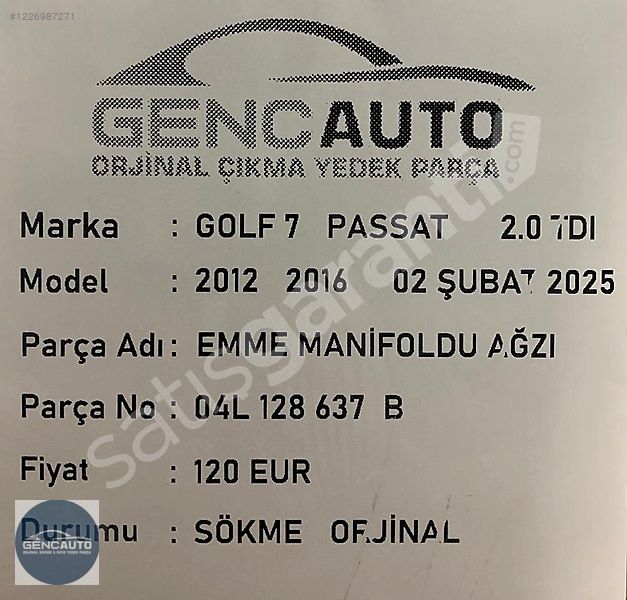 #1226987271
GENCAUTO
ORJİNAL ÇIKMA YEDEK PARÇA
satışgaranti.com
Marka : GOLF 7 PASSAT 2.0 TDI
Model : 2012 2016 02 ŞUBAT 2025
Parça Adı : EMME MANİFOLDU AĞZI
Parça No : 04L 128 637 B
Fiyat : 120 EUR
Durumu : SÖKME ORJİNAL
GENCAUTO